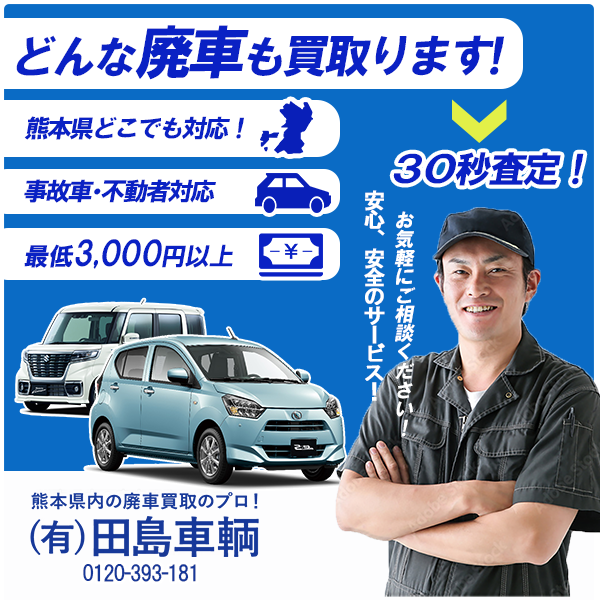 どんな廃車も買取ります!
熊本県どこでも対応！
事故車・不動者対応
最低3,000円以上
¥
30秒査定！
お気軽にご相談ください！
安心、安全のサービス！
熊本県内の廃車買取のプロ！
(有)田島車輌
0120-393-181